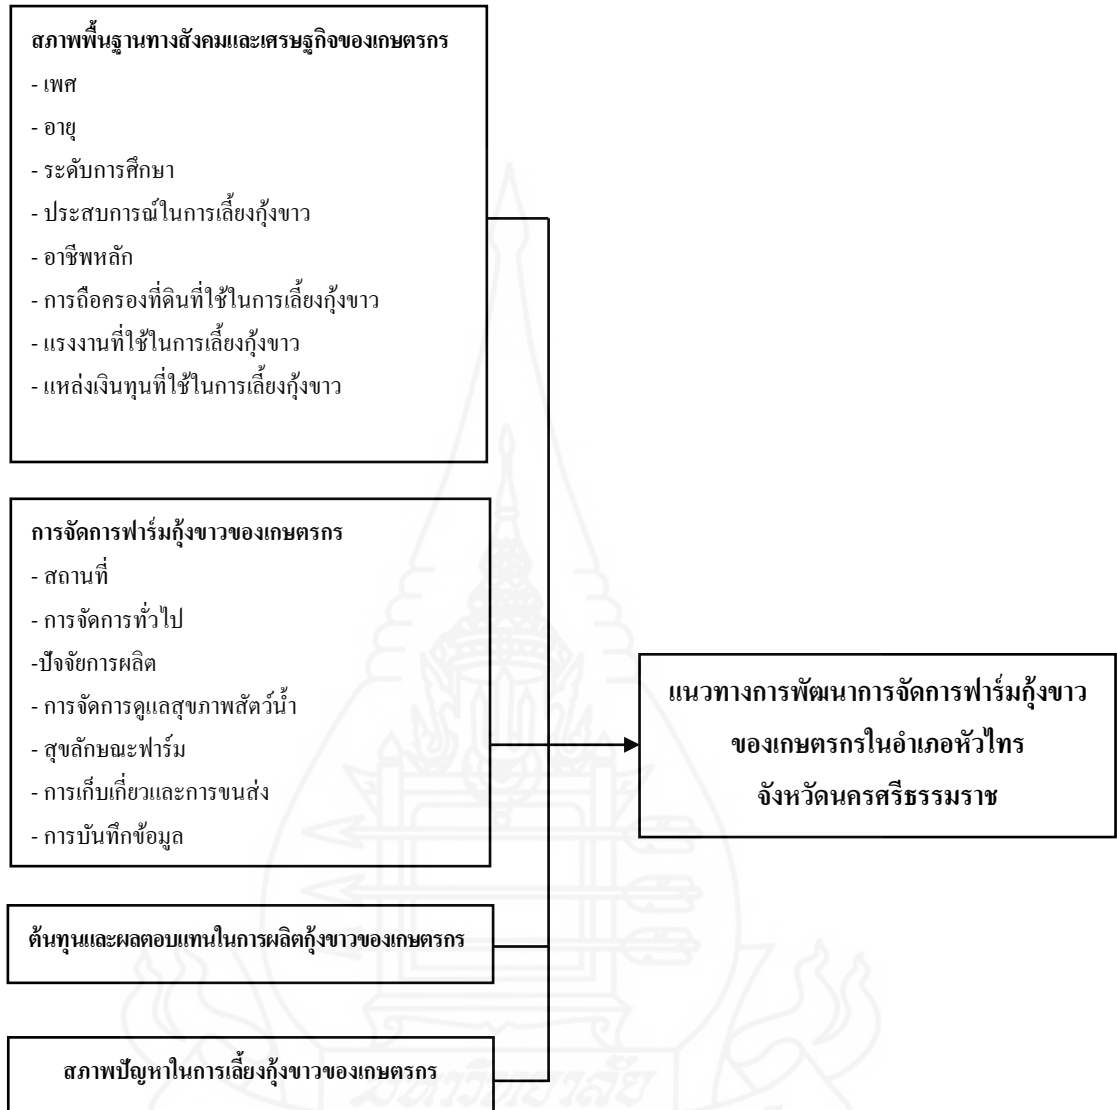 สภาพพื้นฐานทางสังคมและเศรษฐกิจของเกษตรกร
- เพศ
- อายุ
- ระดับการศึกษา
- ประสบการณ์ในการเลี้ยงกุ้งขาว
- อาชีพหลัก
- การถือครองที่ดินที่ใช้ในการเลี้ยงกุ้งขาว
- แรงงานที่ใช้ในการเลี้ยงกุ้งขาว
- แหล่งเงินทุนที่ใช้ในการเลี้ยงกุ้งขาว
การจัดการฟาร์มกุ้งขาวของเกษตรกร
- สถานที่
- การจัดการทั่วไป
-ปัจจัยการผลิต
- การจัดการดูแลสุขภาพสัตว์น้ำ
- สุขลักษณะฟาร์ม
- การเก็บเกี่ยวและการขนส่ง
- การบันทึกข้อมูล
แนวทางการพัฒนาการจัดการฟาร์มกุ้งขาว
ของเกษตรกรในอำเภอหัวไทร
จังหวัดนครศรีธรรมราช
ต้นทุนและผลตอบแทนในการผลิตกุ้งขาวของเกษตรกร
สภาพปัญหาในการเลี้ยงกุ้งขาวของเกษตรกร
มหาวิทยาลัย